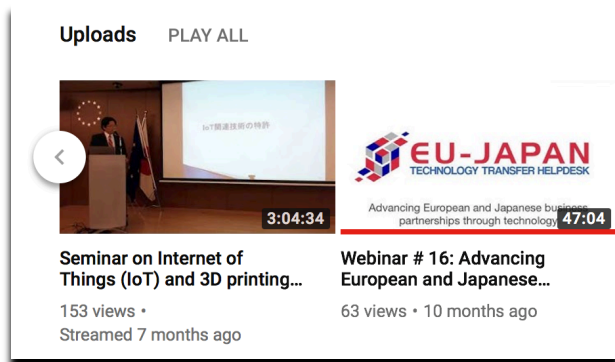 Uploads PLAY ALL
IoT関連技術の特許
3:04:34
Seminar on Internet of
Things (IoT) and 3D printing...
153 views •
Streamed 7 months ago
EU-JAPAN
TECHNOLOGY TRANSFER HELPDESK
Advancing European and Japanese business
partnerships through technology
47:04
Webinar # 16: Advancing
European and Japanese...
63 views • 10 months ago